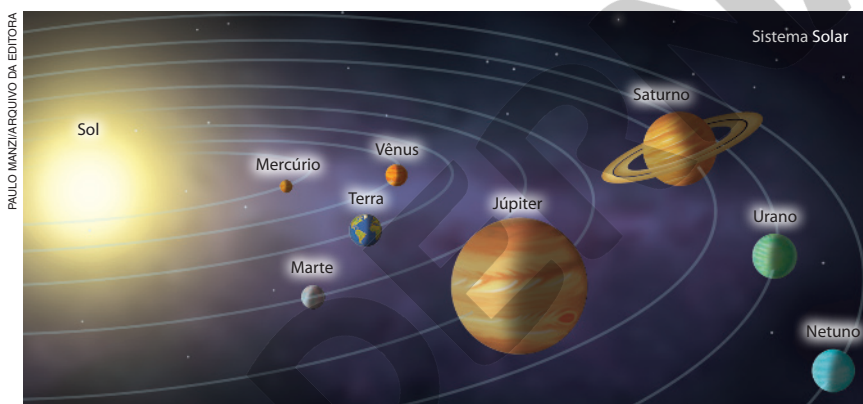 PAULO MANZI/ARQUIVO DA EDITORA
Sistema Solar
Sol
Mercúrio
Vênus
Terra
Marte
Júpiter
Saturno
Urano
Netuno